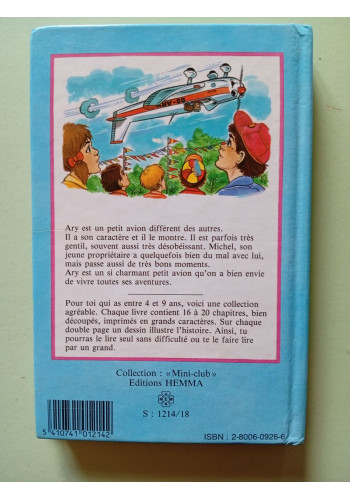 Ary est un petit avion différent des autres.
Il a son caractère et il le montre. Il est parfois très
gentil, souvent aussi très désobéissant. Michel, son
jeune propriétaire a quelquefois bien du mal avec lui,
mais passe aussi de très bons moments.
Ary est un si charmant petit avion qu'on a bien envie
de vivre toutes ses aventures.
Pour toi qui as entre 4 et 9 ans, voici une collection
agréable. Chaque livre contient 16 à 20 chapitres, bien
découpés, imprimés en grands caractères. Sur chaque
double page un dessin illustre l'histoire. Ainsi, tu
pourras le lire seul sans difficulté ou te le faire lire
par un grand.
Collection : «Mini-club»
Editions HEMMA
S : 1214/18
5 410741 012142
ISBN : 2-8006-0926-6